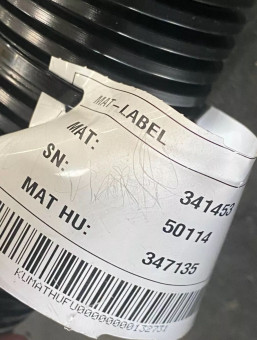 MAT-LABEL
MAT: 341453
SN: 50114
MAT HU: 347135